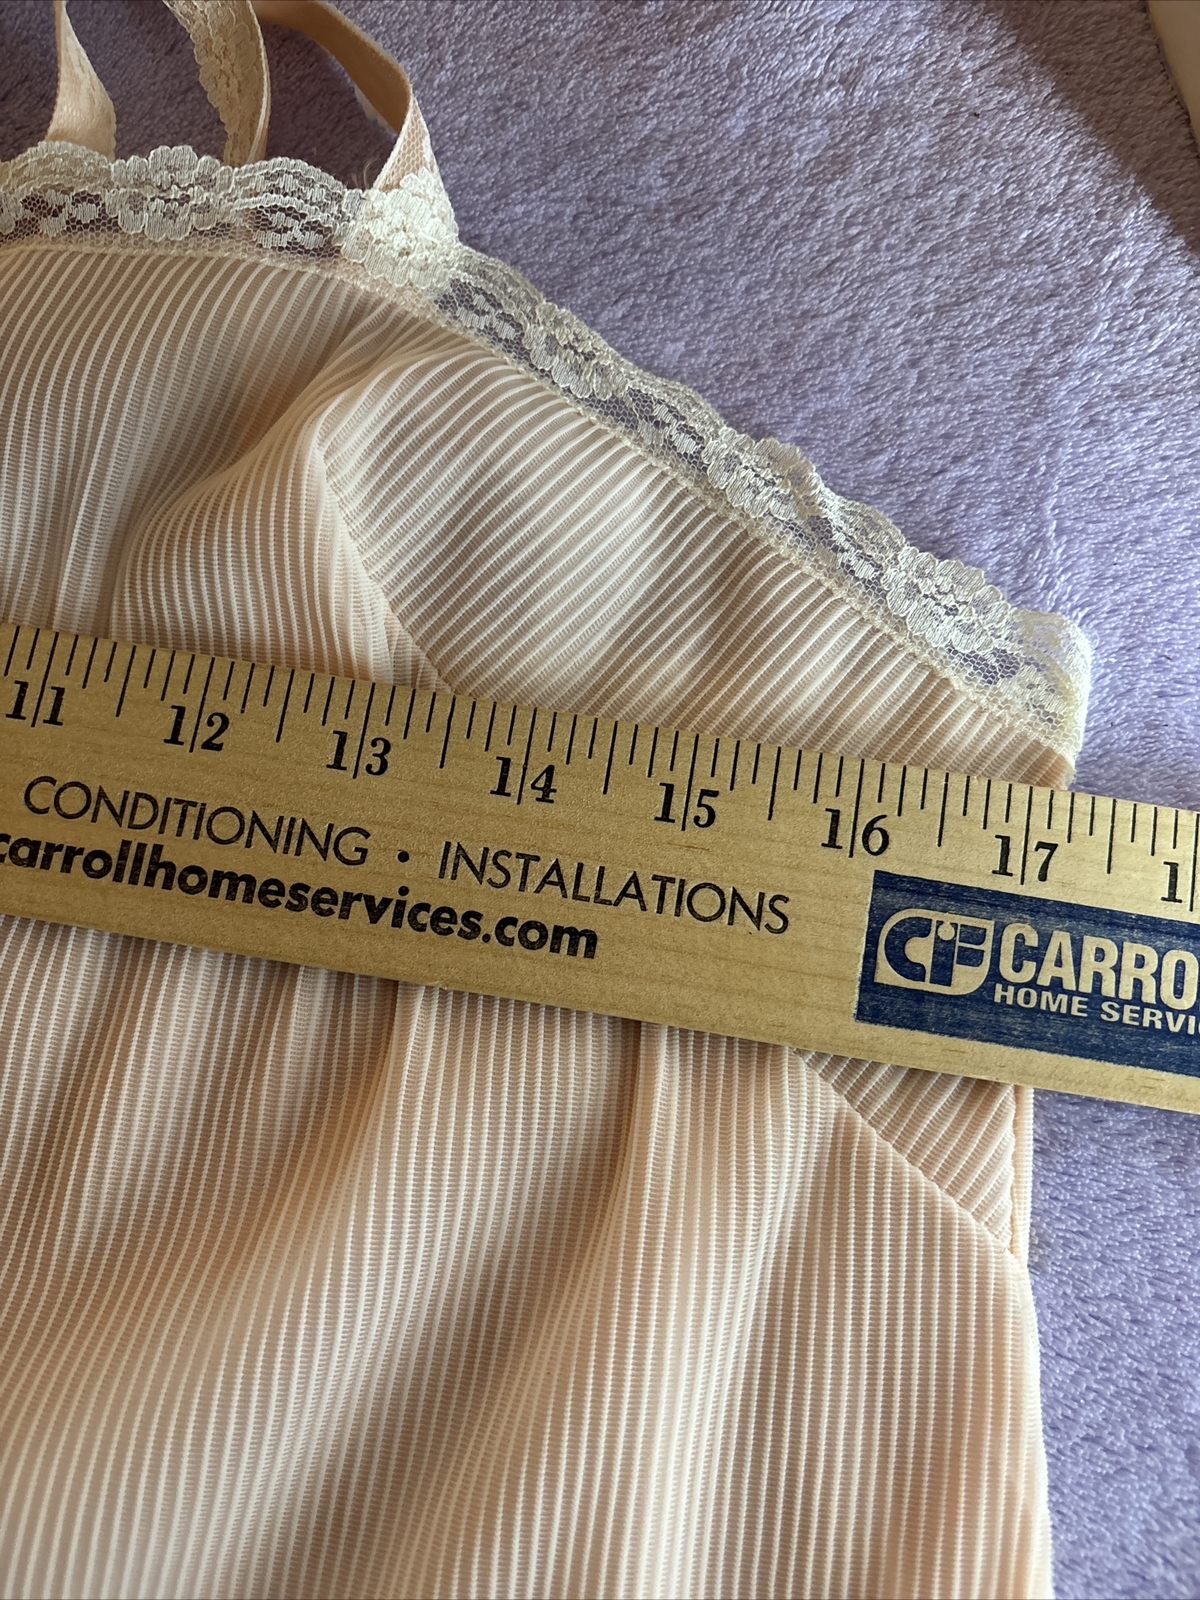 11 12 13 14 15 16 17
CONDITIONING • INSTALLATIONS
carrollhomeservices.com
CARRO
HOME SERVI